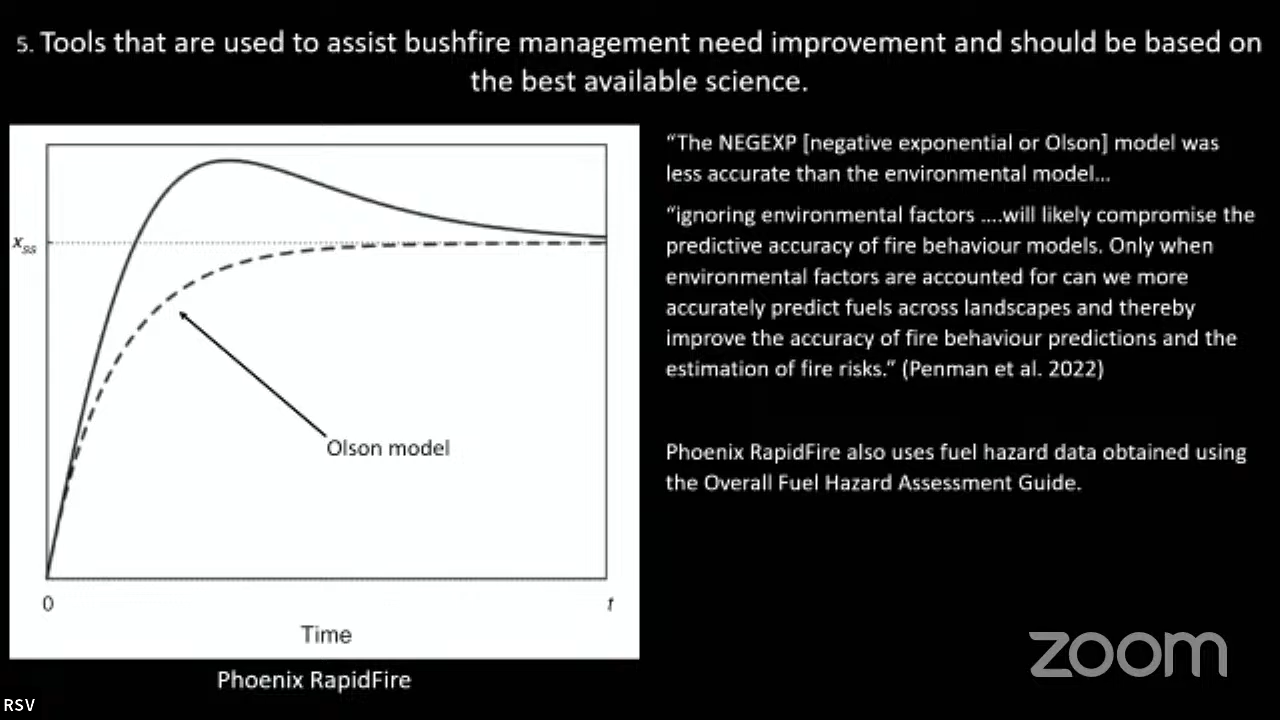 5. Tools that are used to assist bushfire management need improvement and should be based on
the best available science.
x_ss
Olson model
0
t
Time
Phoenix RapidFire
“The NEGEXP [negative exponential or Olson] model was
less accurate than the environmental model…
“ignoring environmental factors ….will likely compromise the
predictive accuracy of fire behaviour models. Only when
environmental factors are accounted for can we more
accurately predict fuels across landscapes and thereby
improve the accuracy of fire behaviour predictions and the
estimation of fire risks.” (Penman et al. 2022)
Phoenix RapidFire also uses fuel hazard data obtained using
the Overall Fuel Hazard Assessment Guide.
zoom
RSV